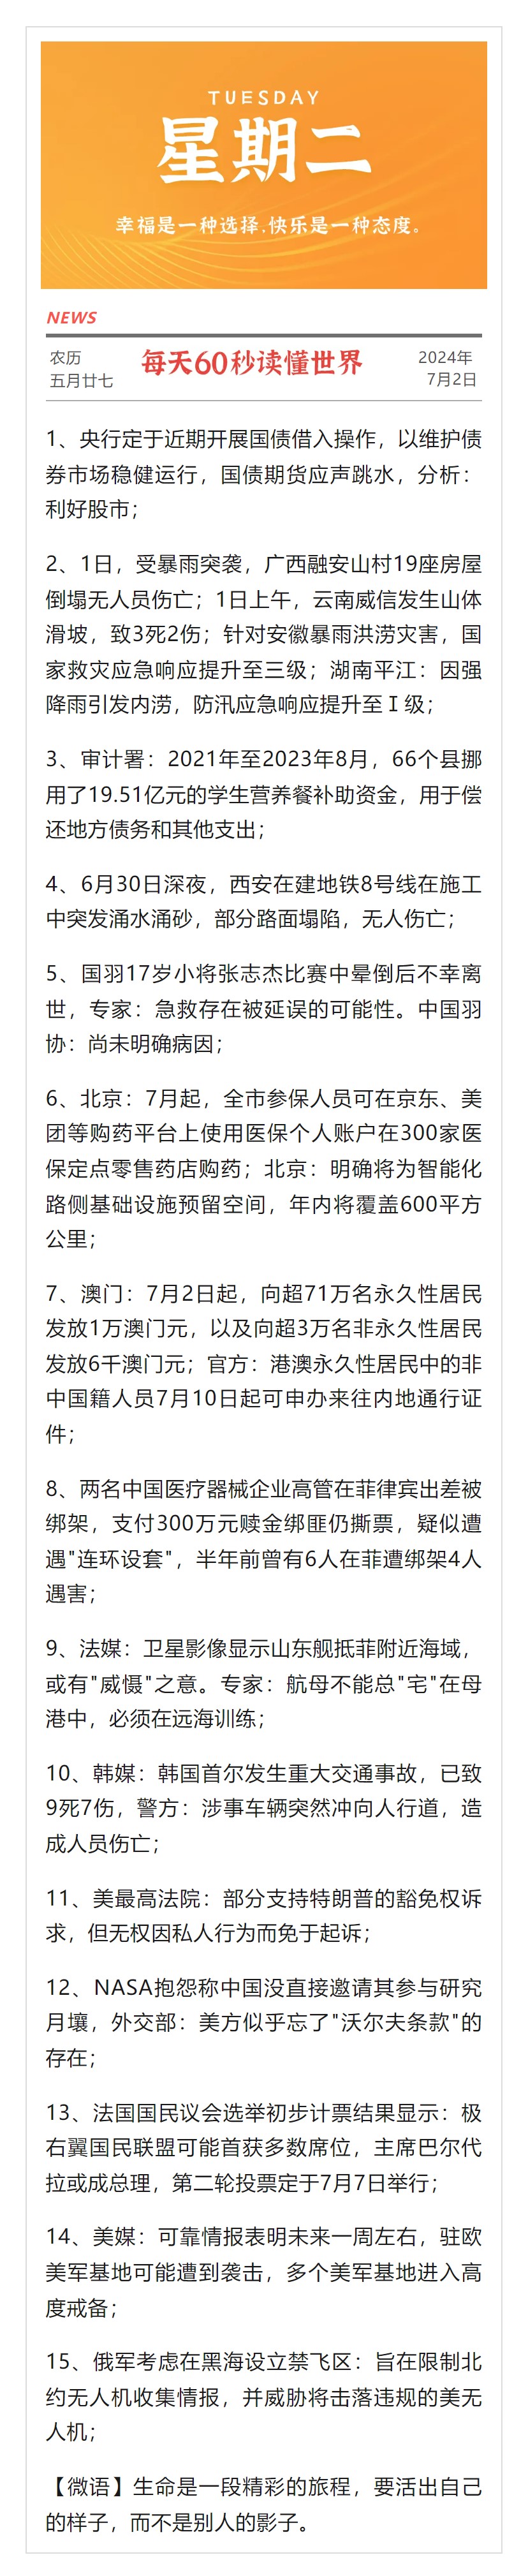 TUESDAY
星期二
幸福是一种选择,快乐是一种态度。
NEWS
农历
五月廿七
每天60秒读懂世界
2024年
7月2日
1、央行定于近期开展国债借入操作，以维护债
券市场稳健运行，国债期货应声跳水，分析：
利好股市；
2、1日，受暴雨突袭，广西融安山村19座房屋
倒塌无人员伤亡；1日上午，云南威信发生山体
滑坡，致3死2伤；针对安徽暴雨洪涝灾害，国
家救灾应急响应提升至三级；湖南平江：因强
降雨引发内涝，防汛应急响应提升至Ⅰ级；
3、审计署：2021年至2023年8月，66个县挪
用了19.51亿元的学生营养餐补助资金，用于偿
还地方债务和其他支出；
4、6月30日深夜，西安在建地铁8号线在施工
中突发涌水涌砂，部分路面塌陷，无人伤亡；
5、国羽17岁小将张志杰比赛中晕倒后不幸离
世，专家：急救存在被延误的可能性。中国羽
协：尚未明确病因；
6、北京：7月起，全市参保人员可在京东、美
团等购药平台上使用医保个人账户在300家医
保定点零售药店购药；北京：明确将为智能化
路侧基础设施预留空间，年内将覆盖600平方
公里；
7、澳门：7月2日起，向超71万名永久性居民
发放1万澳门元，以及向超3万名非永久性居民
发放6千澳门元；官方：港澳永久性居民中的非
中国籍人员7月10日起可申办来往内地通行证
件；
8、两名中国医疗器械企业高管在菲律宾出差被
绑架，支付300万元赎金绑匪仍撕票，疑似遭
遇"连环设套"，半年前曾有6人在菲遭绑架4人
遇害；
9、法媒：卫星影像显示山东舰抵菲附近海域，
或有"威慑"之意。专家：航母不能总"宅"在母
港中，必须在远海训练；
10、韩媒：韩国首尔发生重大交通事故，已致
9死7伤，警方：涉事车辆突然冲向人行道，造
成人员伤亡；
11、美最高法院：部分支持特朗普的豁免权诉
求，但无权因私人行为而免于起诉；
12、NASA抱怨称中国没直接邀请其参与研究
月壤，外交部：美方似乎忘了"沃尔夫条款"的
存在；
13、法国国民议会选举初步计票结果显示：极
右翼国民联盟可能首获多数席位，主席巴尔代
拉或成总理，第二轮投票定于7月7日举行；
14、美媒：可靠情报表明未来一周左右，驻欧
美军基地可能遭到袭击，多个美军基地进入高
度戒备；
15、俄军考虑在黑海设立禁飞区：旨在限制北
约无人机收集情报，并威胁将击落违规的美无
人机；
【微语】生命是一段精彩的旅程，要活出自己
的样子，而不是别人的影子。